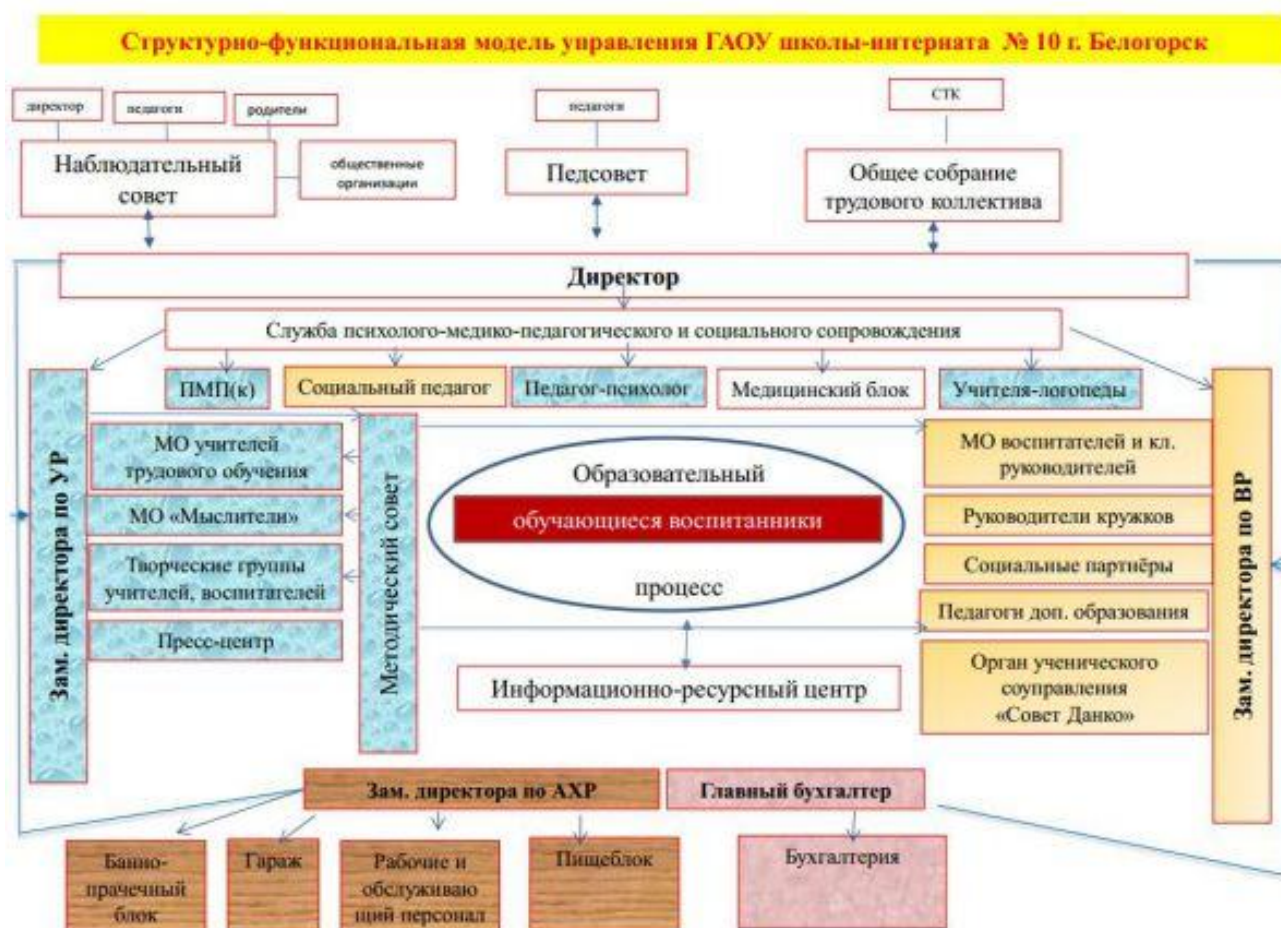 Структурно-функциональная модель управления ГАОУ школы-интерната № 10 г. Белогорск
директор
педагоги
родители
педагоги
СТК
Наблюдательный
совет
общественные
организации
Педсовет
Общее собрание
трудового коллектива
Директор
Служба психолого-медико-педагогического и социального сопровождения
ПМП(к)
Социальный педагог
Педагог-психолог
Медицинский блок
Учителя-логопеды
Зам. директора по УР
МО учителей
трудового обучения
МО «Мыслители»
Творческие группы
учителей, воспитателей
Пресс-центр
Методический совет
Образовательный
обучающиеся воспитанники
процесс
Информационно-ресурсный центр
МО воспитателей и кл.
руководителей
Руководители кружков
Социальные партнёры
Педагоги доп. образования
Орган ученического
соуправления
«Совет Данко»
Зам. директора по ВР
Зам. директора по АХР
Главный бухгалтер
Банно-
прачечный
блок
Гараж
Рабочие и
обслуживаю
щий персонал
Пищеблок
Бухгалтерия